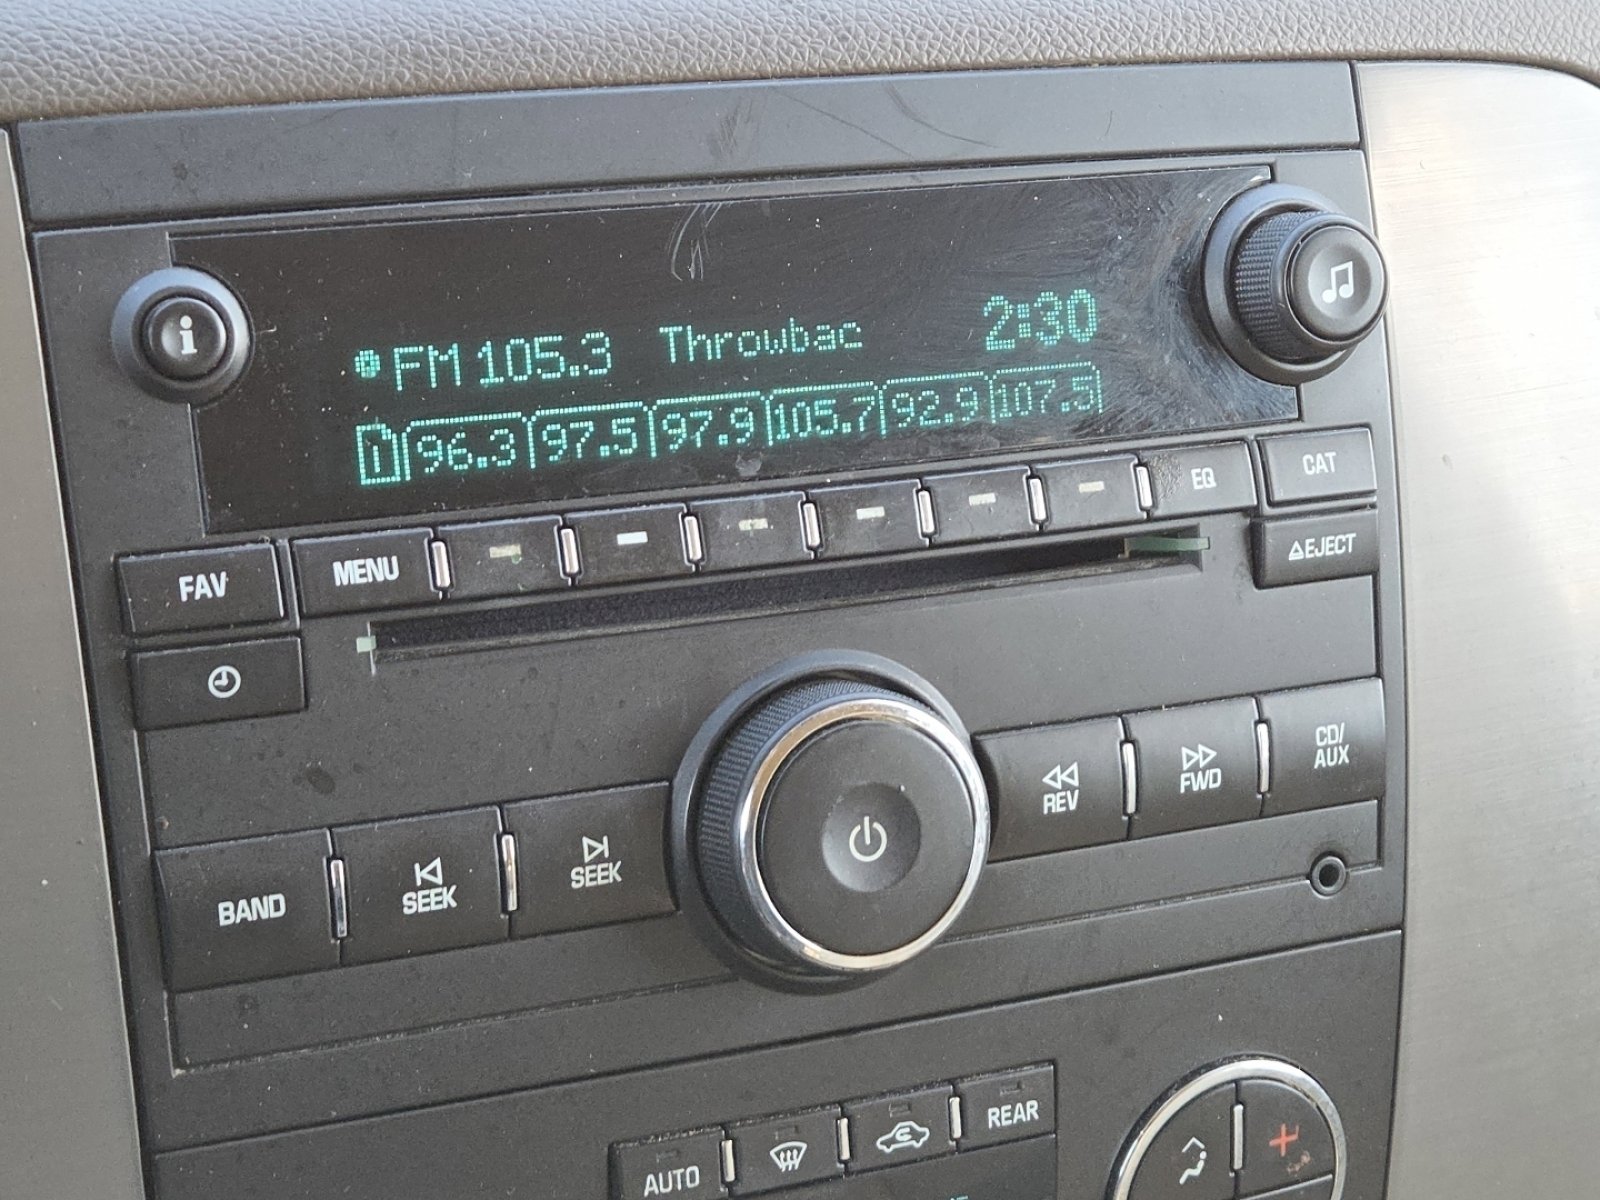 FM 105.3 Throwbac 2:30
1 96.3 97.5 97.9 105.7 92.9 107.5
i
EQ
CAT
FAV
MENU
EJECT
BAND
SEEK
SEEK
REV
FWD
CD/
AUX
AUTO
REAR